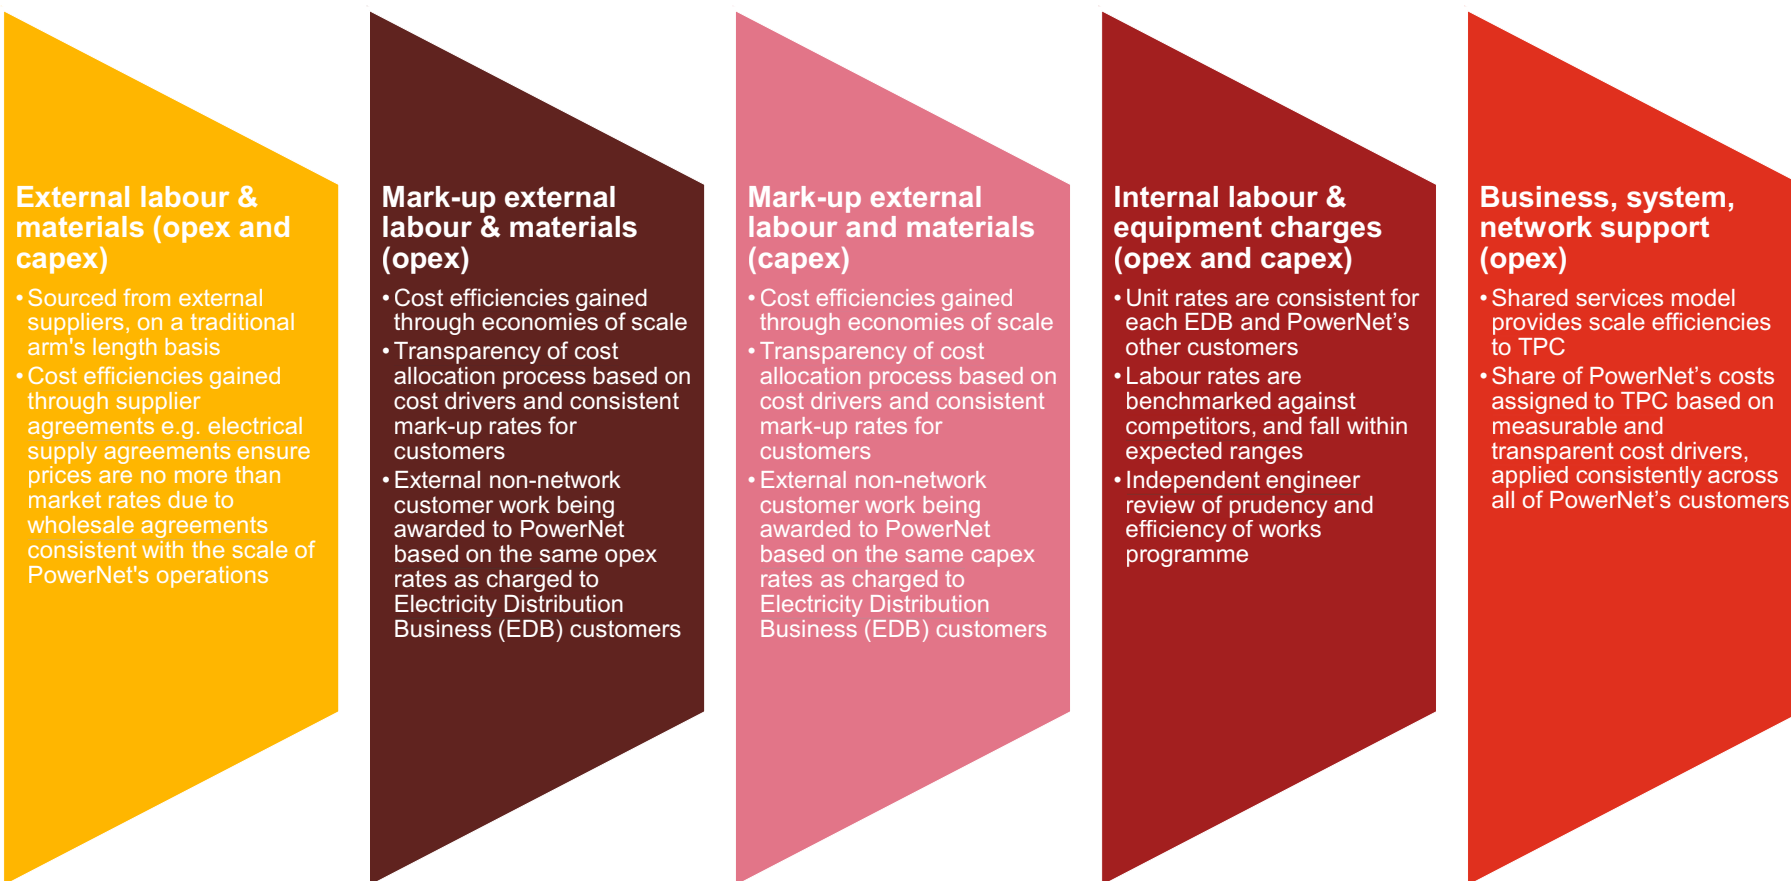 External labour &
materials (opex and
capex)
• Sourced from external
suppliers, on a traditional
arm's length basis
• Cost efficiencies gained
through supplier
agreements e.g. electrical
supply agreements ensure
prices are no more than
market rates due to
wholesale agreements
consistent with the scale of
PowerNet's operations
Mark-up external
labour & materials
(opex)
• Cost efficiencies gained
through economies of scale
• Transparency of cost
allocation process based on
cost drivers and consistent
mark-up rates for
customers
• External non-network
customer work being
awarded to PowerNet
based on the same opex
rates as charged to
Electricity Distribution
Business (EDB) customers
Mark-up external
labour and materials
(capex)
• Cost efficiencies gained
through economies of scale
• Transparency of cost
allocation process based on
cost drivers and consistent
mark-up rates for
customers
• External non-network
customer work being
awarded to PowerNet
based on the same capex
rates as charged to
Electricity Distribution
Business (EDB) customers
Internal labour &
equipment charges
(opex and capex)
• Unit rates are consistent for
each EDB and PowerNet’s
other customers
• Labour rates are
benchmarked against
competitors, and fall within
expected ranges
• Independent engineer
review of prudency and
efficiency of works
programme
Business, system,
network support
(opex)
• Shared services model
provides scale efficiencies
to TPC
• Share of PowerNet’s costs
assigned to TPC based on
measurable and
transparent cost drivers,
applied consistently across
all of PowerNet’s customers